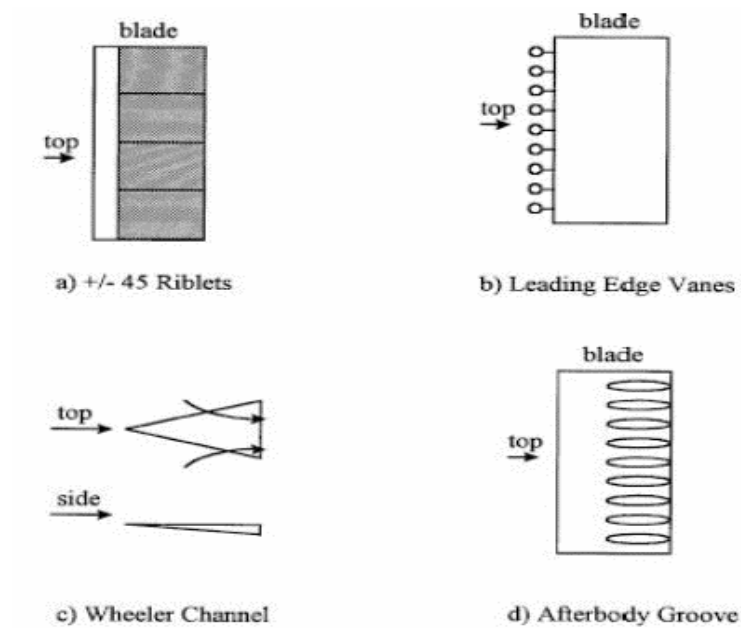 blade
top
a) +/- 45 Riblets
blade
top
b) Leading Edge Vanes
top
side
c) Wheeler Channel
blade
top
d) Afterbody Groove